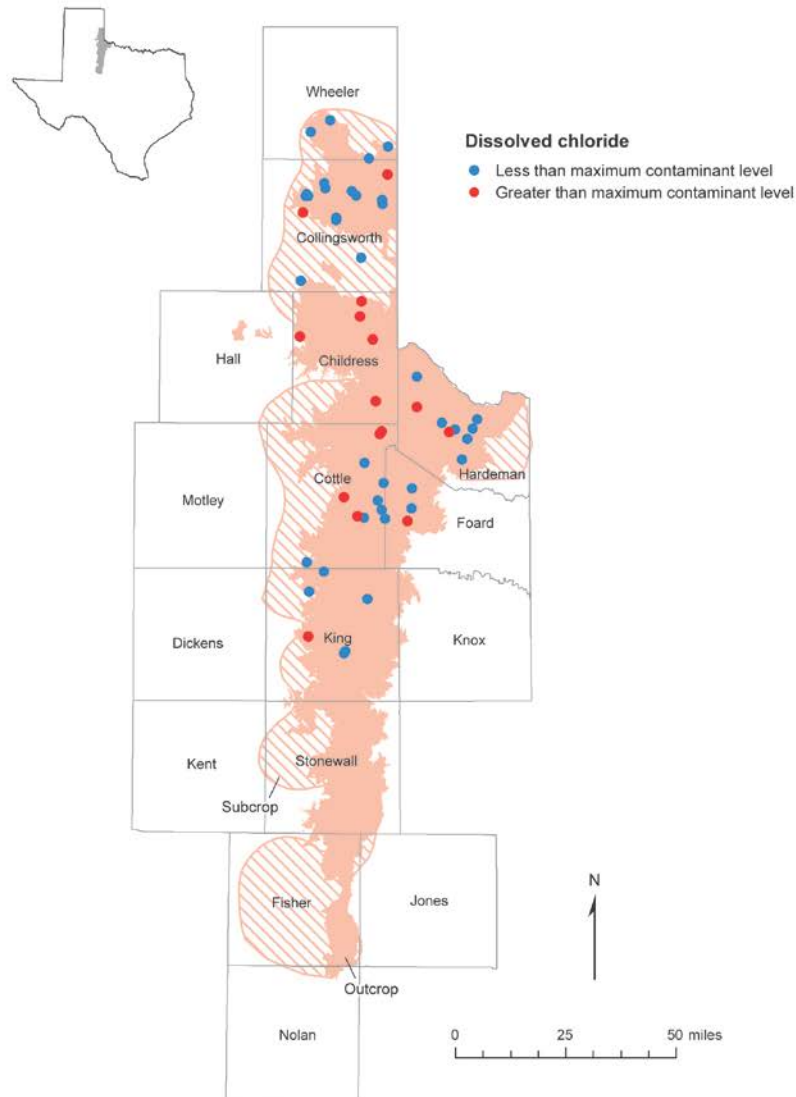 Wheeler
Dissolved chloride
Less than maximum contaminant level
Greater than maximum contaminant level
Collingsworth
Hall
Childress
Hardeman
Motley
Cottle
Foard
Dickens
King
Knox
Kent
Stonewall
Subcrop
Fisher
Jones
N
Outcrop
Nolan
0 25 50 miles